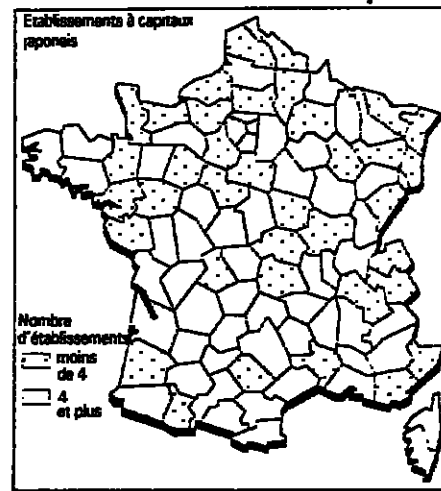 Etablissements à capitaux
japonais
Nombre
d'établissements
moins
de 4
4
et plus